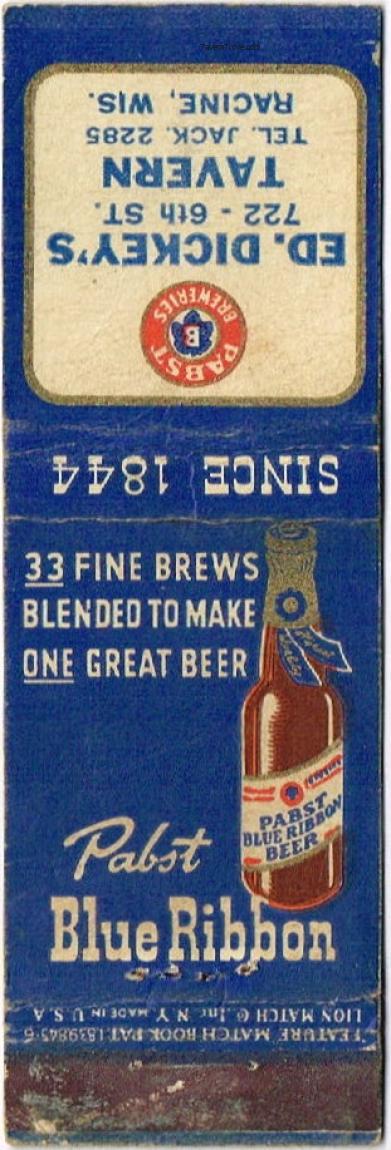 ED. DICKEY'S
722 - 6th ST.
TAVERN
TEL. JACK. 2285
RACINE, WIS.
PABST
B
BREWERIES
SINCE 1844
33 FINE BREWS
BLENDED TO MAKE
ONE GREAT BEER
PABST
BLUE RIBBON
BEER
Pabst
Blue Ribbon
FEATURE MATCH BOOK PAT. 1839845-6
LION MATCH Co Inc N.Y. MADE IN U.S.A